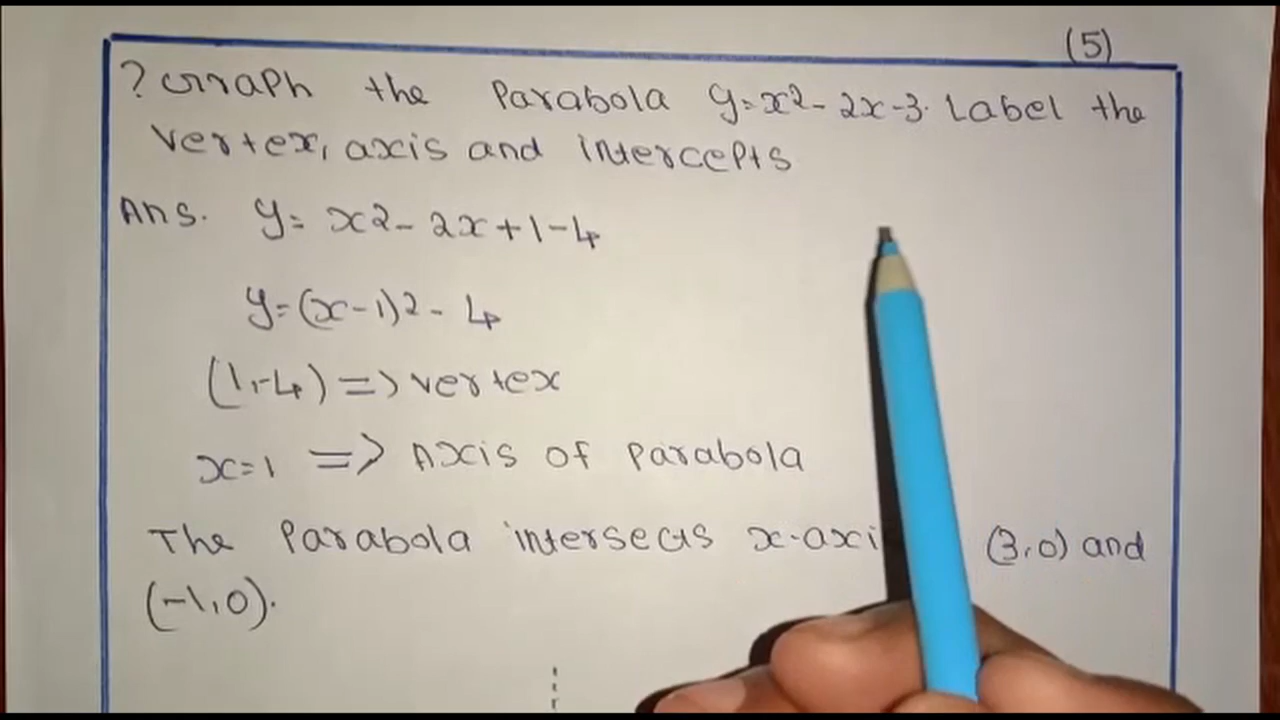 (5)
? Graph the Parabola y=x2-2x-3. Label the
vertex, axis and intercepts
Ans. y= x2-2x+1-4
y=(x-1)2-4
(1,-4) => vertex
x=1 => Axis of Parabola
The Parabola intersects x-axi (3,0) and
(-1,0).